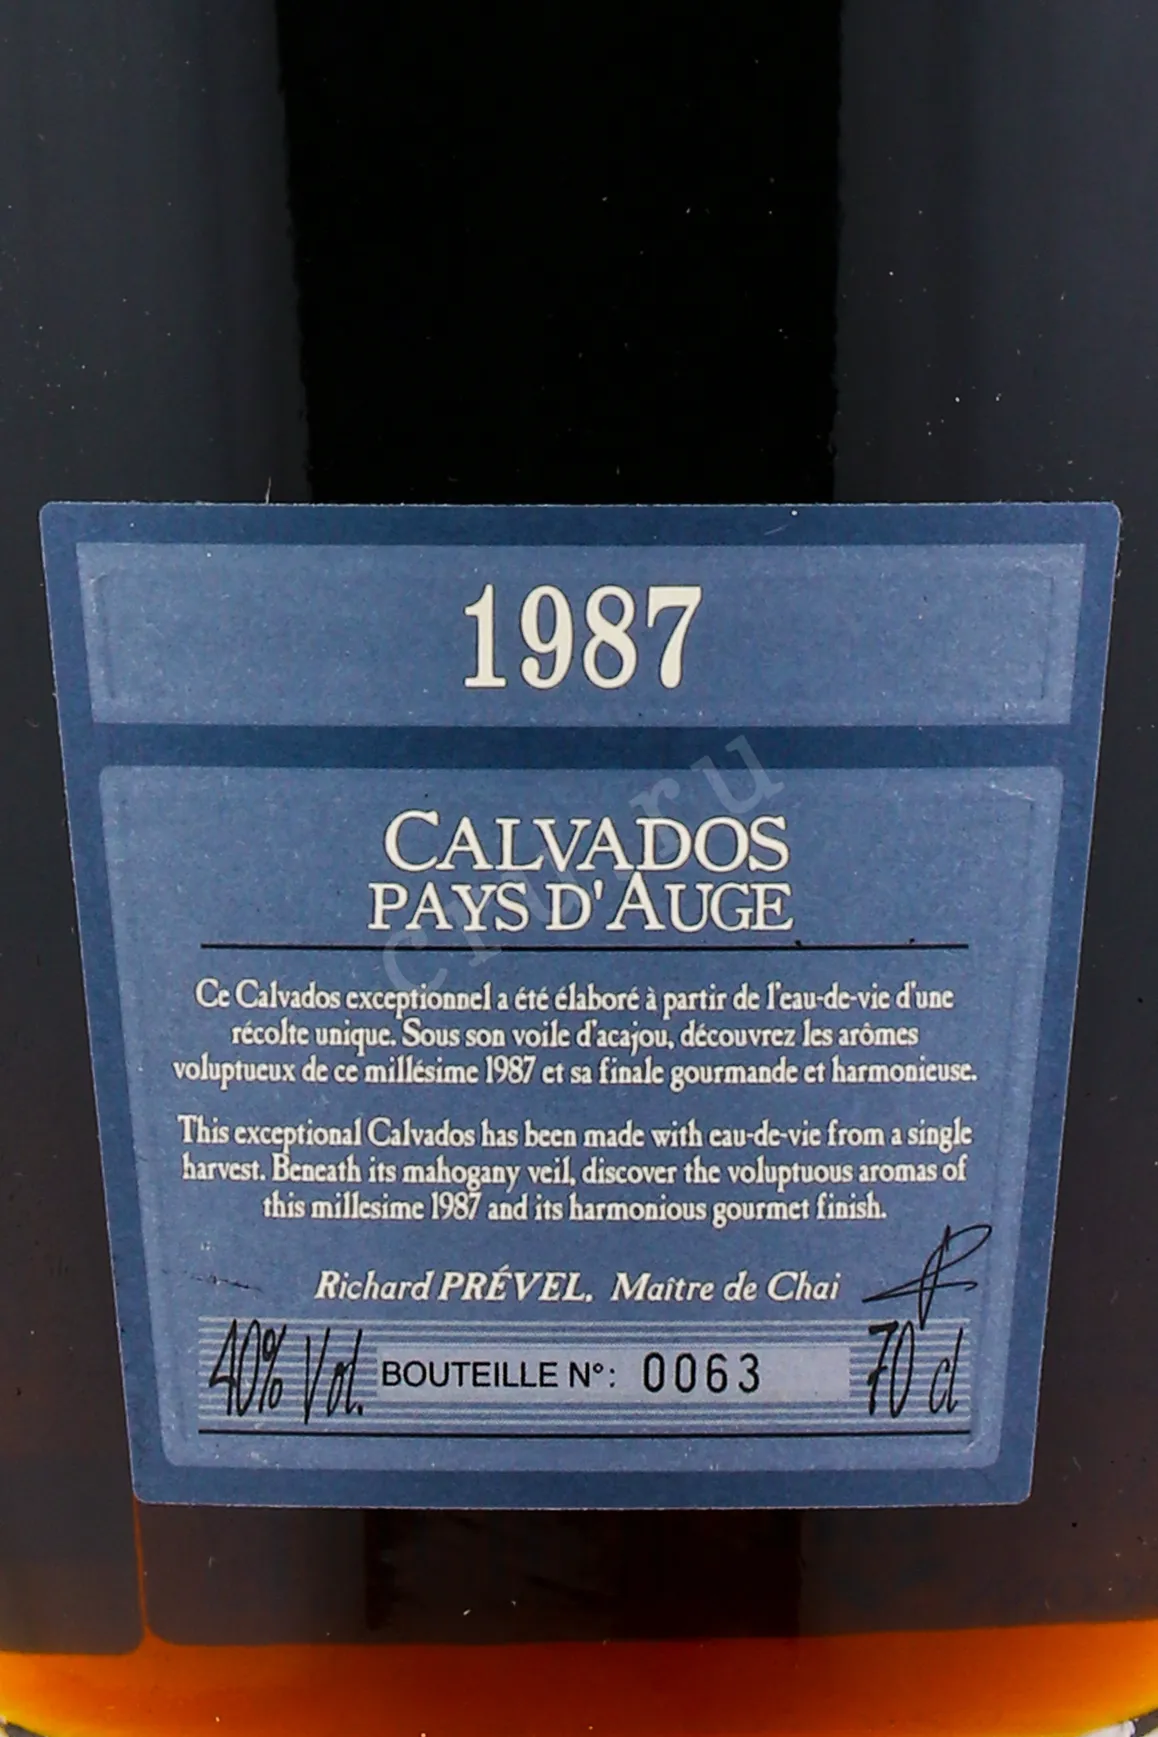 1987
CALVADOS
PAYS D'AUGE
Ce Calvados exceptionnel a été élaboré à partir de l'eau-de-vie d'une
récolte unique. Sous son voile d'acajou, découvrez les arômes
voluptueux de ce millésime 1987 et sa finale gourmande et harmonieuse.
This exceptional Calvados has been made with eau-de-vie from a single
harvest. Beneath its mahogany veil, discover the voluptuous aromas of
this millesime 1987 and its harmonious gourmet finish.
Richard PRÉVEL, Maître de Chai
40% Vol. BOUTEILLE N°: 0063 70 cl
cru.ru